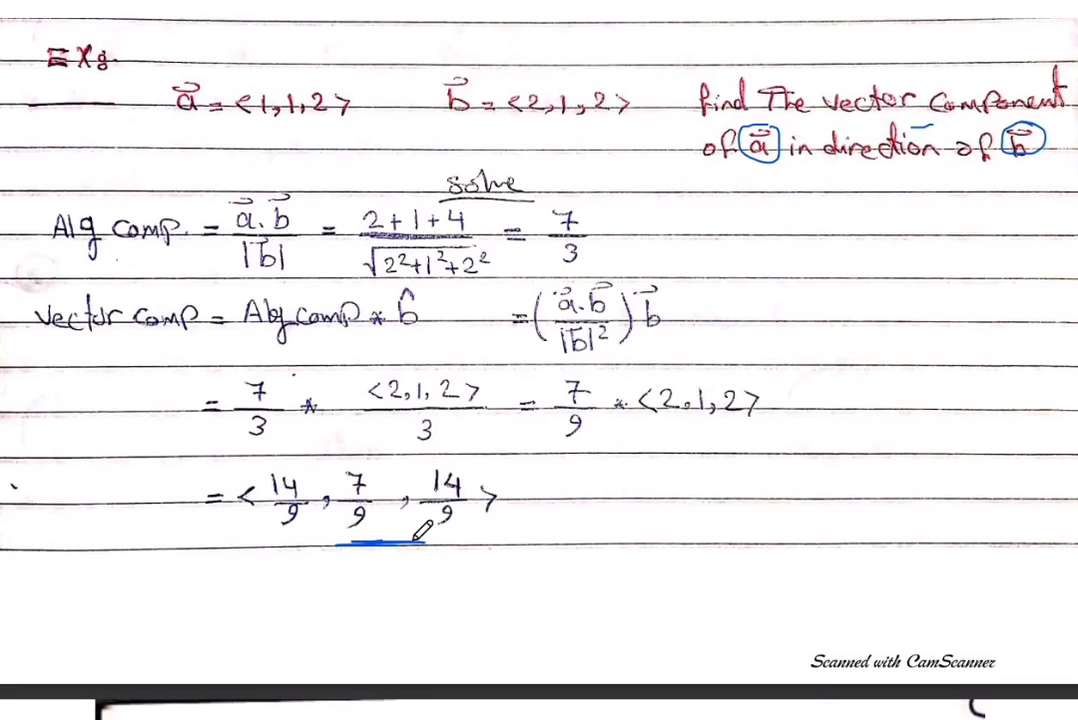 EX8
a⃗ = <1,1,2> b⃗ = <2,1,2> find The vector component
of a⃗ in direction of b⃗
solve
Alg comp. = a⃗.b⃗ / |b⃗| = 2+1+4 / √2²+1²+2² = 7/3
vector comp = Alg comp * b̂ = (a⃗.b⃗ / |b⃗|²) b⃗
= 7/3 * <2,1,2>/3 = 7/9 * <2,1,2>
= <14/9, 7/9, 14/9>
Scanned with CamScanner